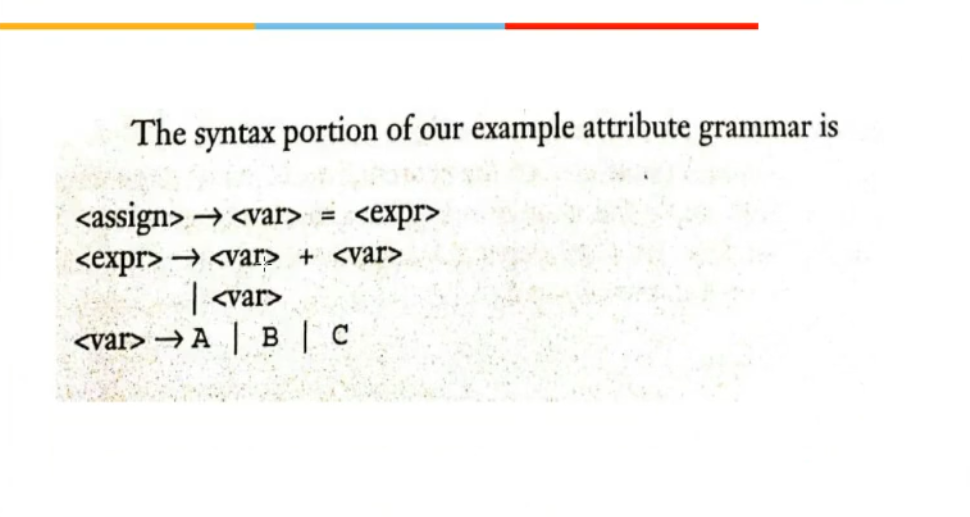 The syntax portion of our example attribute grammar is
<assign> → <var> = <expr>
<expr> → <var> + <var>
| <var>
<var> → A | B | C